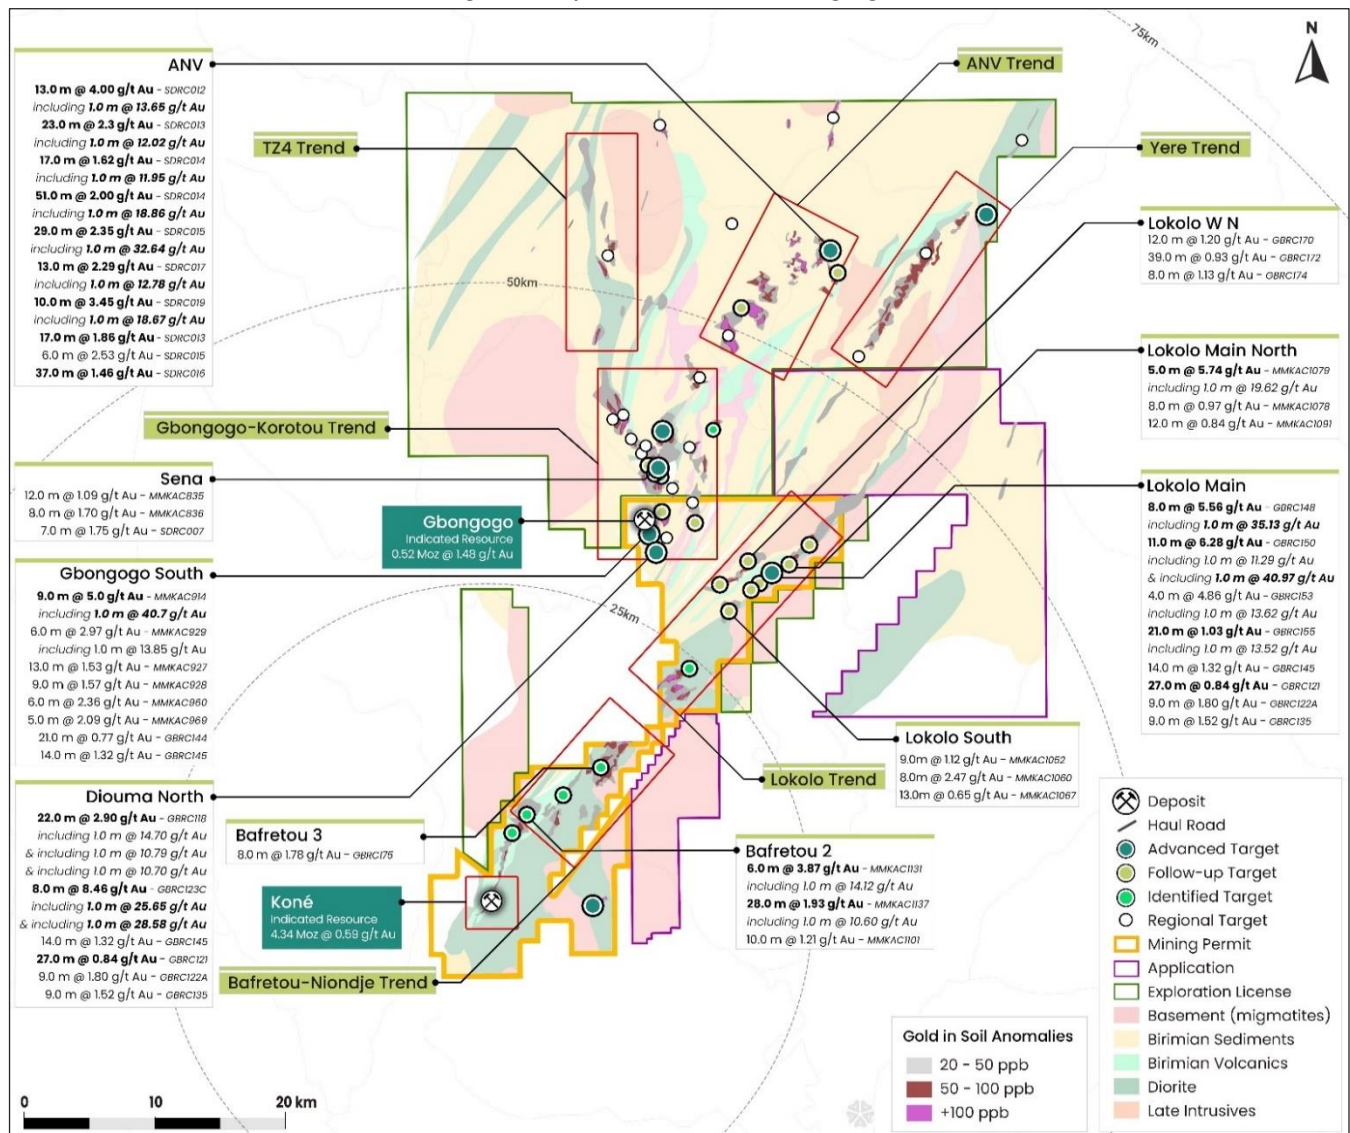 75km
N
ANV
13.0 m @ 4.00 g/t Au - SDRC012
including 1.0 m @ 13.65 g/t Au
23.0 m @ 2.3 g/t Au - SDRC013
including 1.0 m @ 12.02 g/t Au
17.0 m @ 1.62 g/t Au - SDRC014
including 1.0 m @ 11.95 g/t Au
51.0 m @ 2.00 g/t Au - SDRC014
including 1.0 m @ 18.86 g/t Au
29.0 m @ 2.35 g/t Au - SDRC015
including 1.0 m @ 32.64 g/t Au
13.0 m @ 2.29 g/t Au - SDRC017
including 1.0 m @ 12.78 g/t Au
10.0 m @ 3.45 g/t Au - SDRC019
including 1.0 m @ 18.67 g/t Au
17.0 m @ 1.86 g/t Au - SDRC013
6.0 m @ 2.53 g/t Au - SDRC015
37.0 m @ 1.46 g/t Au - SDRC016
ANV Trend
TZ4 Trend
Yere Trend
Lokolo W N
12.0 m @ 1.20 g/t Au - GBRC170
39.0 m @ 0.93 g/t Au - GBRC172
8.0 m @ 1.13 g/t Au - GBRC174
50km
Lokolo Main North
5.0 m @ 5.74 g/t Au - MMKAC1079
including 1.0 m @ 19.62 g/t Au
8.0 m @ 0.97 g/t Au - MMKAC1078
12.0 m @ 0.84 g/t Au - MMKAC1091
Gbongogo-Korotou Trend
Sena
12.0 m @ 1.09 g/t Au - MMKAC835
8.0 m @ 1.70 g/t Au - MMKAC836
7.0 m @ 1.75 g/t Au - SDRC007
Gbongogo
Indicated Resource
0.52 Moz @ 1.48 g/t Au
Lokolo Main
8.0 m @ 5.56 g/t Au - GBRC148
including 1.0 m @ 35.13 g/t Au
11.0 m @ 6.28 g/t Au - GBRC150
including 1.0 m @ 11.29 g/t Au
& including 1.0 m @ 40.97 g/t Au
4.0 m @ 4.86 g/t Au - GBRC153
including 1.0 m @ 13.62 g/t Au
21.0 m @ 1.03 g/t Au - GBRC155
including 1.0 m @ 13.52 g/t Au
14.0 m @ 1.32 g/t Au - GBRC145
27.0 m @ 0.84 g/t Au - GBRC121
9.0 m @ 1.80 g/t Au - GBRC122A
9.0 m @ 1.52 g/t Au - GBRC135
Gbongogo South
9.0 m @ 5.0 g/t Au - MMKAC914
including 1.0 m @ 40.7 g/t Au
6.0 m @ 2.97 g/t Au - MMKAC929
including 1.0 m @ 13.85 g/t Au
13.0 m @ 1.53 g/t Au - MMKAC927
9.0 m @ 1.57 g/t Au - MMKAC928
6.0 m @ 2.36 g/t Au - MMKAC960
5.0 m @ 2.09 g/t Au - MMKAC969
21.0 m @ 0.77 g/t Au - GBRC144
14.0 m @ 1.32 g/t Au - GBRC145
25km
Lokolo South
9.0m @ 1.12 g/t Au - MMKAC1052
8.0m @ 2.47 g/t Au - MMKAC1060
13.0m @ 0.65 g/t Au - MMKAC1067
Lokolo Trend
Diouma North
22.0 m @ 2.90 g/t Au - GBRC118
including 1.0 m @ 14.70 g/t Au
& including 1.0 m @ 10.79 g/t Au
& including 1.0 m @ 10.70 g/t Au
8.0 m @ 8.46 g/t Au - GBRC123C
including 1.0 m @ 25.65 g/t Au
& including 1.0 m @ 28.58 g/t Au
14.0 m @ 1.32 g/t Au - GBRC145
27.0 m @ 0.84 g/t Au - GBRC121
9.0 m @ 1.80 g/t Au - GBRC122A
9.0 m @ 1.52 g/t Au - GBRC135
Bafretou 3
8.0 m @ 1.78 g/t Au - GBRC175
Bafretou 2
6.0 m @ 3.87 g/t Au - MMKAC1131
including 1.0 m @ 14.12 g/t Au
28.0 m @ 1.93 g/t Au - MMKAC1137
including 1.0 m @ 10.60 g/t Au
10.0 m @ 1.21 g/t Au - MMKAC1101
Koné
Indicated Resource
4.34 Moz @ 0.59 g/t Au
Bafretou-Niondje Trend
Deposit
Haul Road
Advanced Target
Follow-up Target
Identified Target
Regional Target
Mining Permit
Application
Exploration License
Basement (migmatites)
Birimian Sediments
Birimian Volcanics
Diorite
Late Intrusives
Gold in Soil Anomalies
20 - 50 ppb
50 - 100 ppb
+100 ppb
0 10 20 km